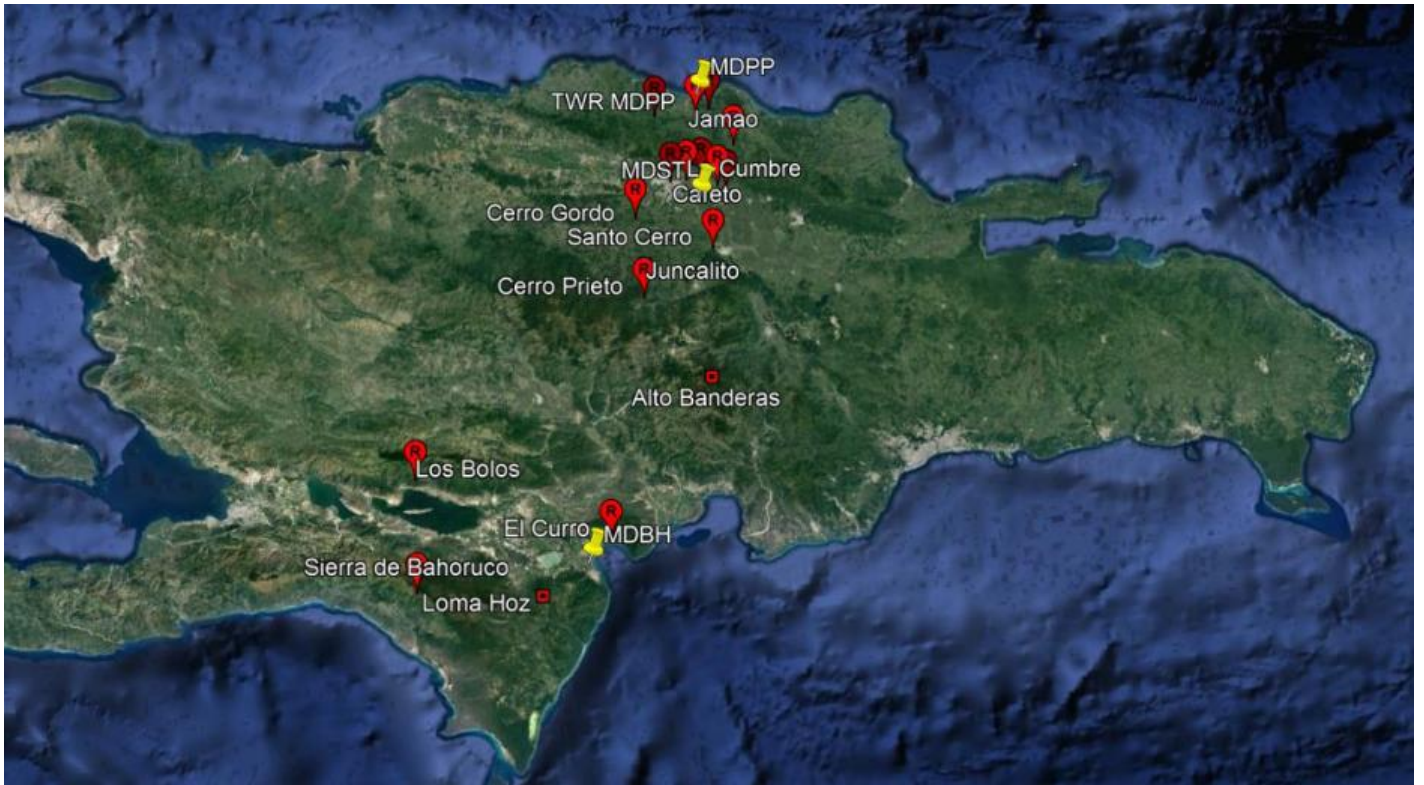 MDPP
TWR MDPP
Jamao
MDSTL
Cumbre
Cafeto
Cerro Gordo
Santo Cerro
Juncalito
Cerro Prieto
Alto Banderas
Los Bolos
El Curro
MDBH
Sierra de Bahoruco
Loma Hoz